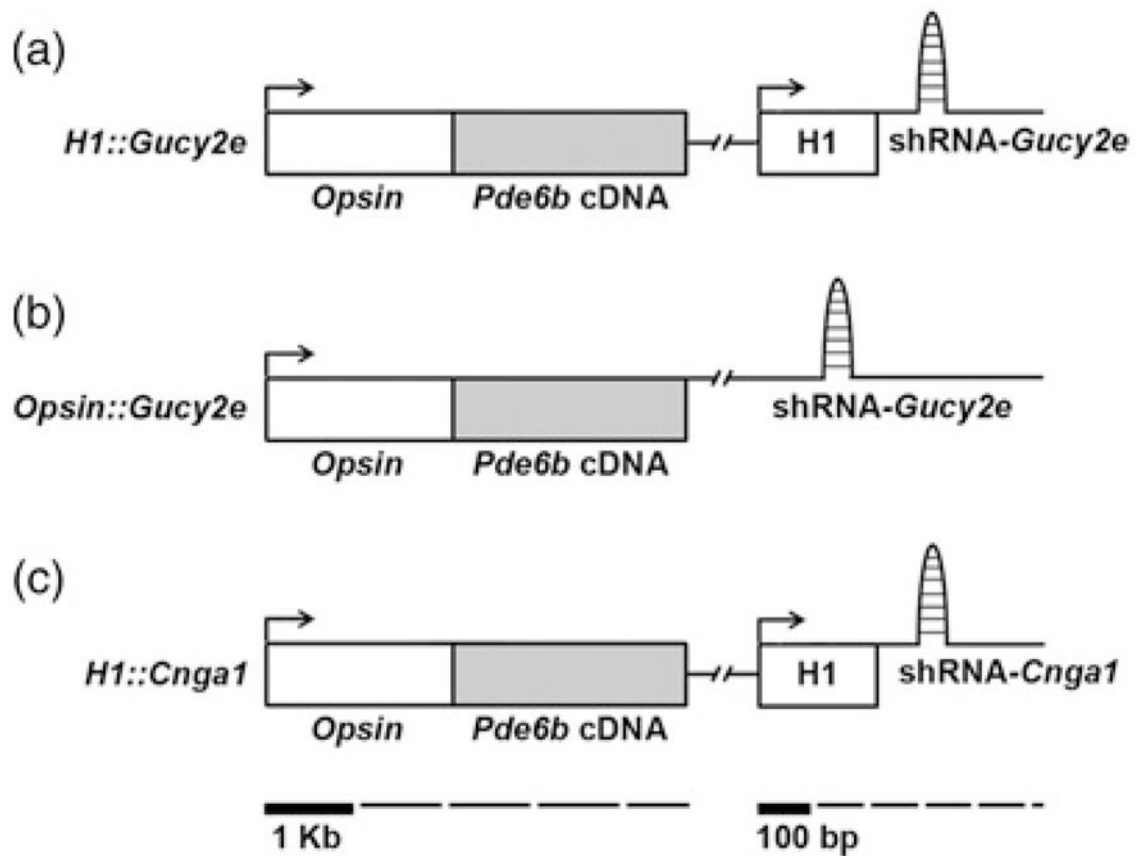 (a)
H1::Gucy2e
H1
shRNA-Gucy2e
Opsin
Pde6b cDNA
(b)
Opsin::Gucy2e
shRNA-Gucy2e
Opsin
Pde6b cDNA
(c)
H1::Cnga1
H1
shRNA-Cnga1
Opsin
Pde6b cDNA
1 Kb
100 bp